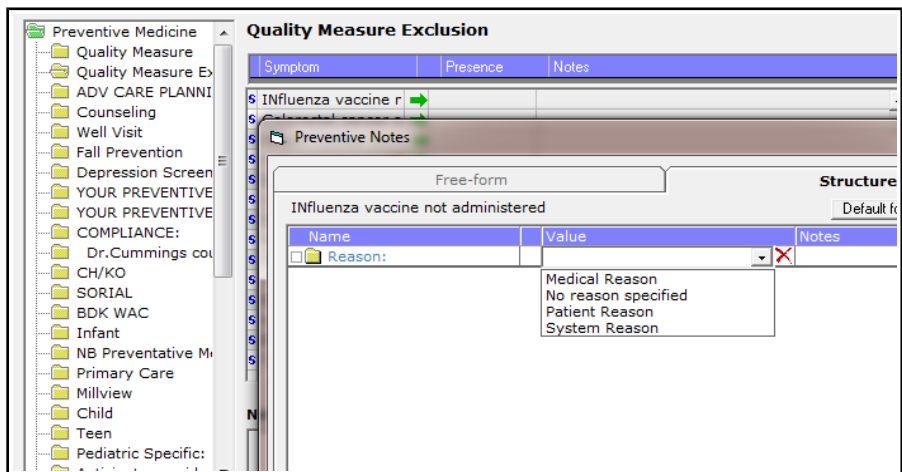 Preventive Medicine
Quality Measure
Quality Measure Ex
ADV CARE PLANNI
Counseling
Well Visit
Fall Prevention
Depression Screen
YOUR PREVENTIVE
YOUR PREVENTIVE
COMPLIANCE:
Dr.Cummings cou
CH/KO
SORIAL
BDK WAC
Infant
NB Preventative Me
Primary Care
Millview
Child
Teen
Pediatric Specific:
Quality Measure Exclusion
Symptom Presence Notes
S INfluenza vaccine r
S
S
S
S
S
S
S
S
S
S
S
S
S
N
Preventive Notes
Free-form Structure
INfluenza vaccine not administered Default fo
Name Value Notes
Reason:
Medical Reason
No reason specified
Patient Reason
System Reason